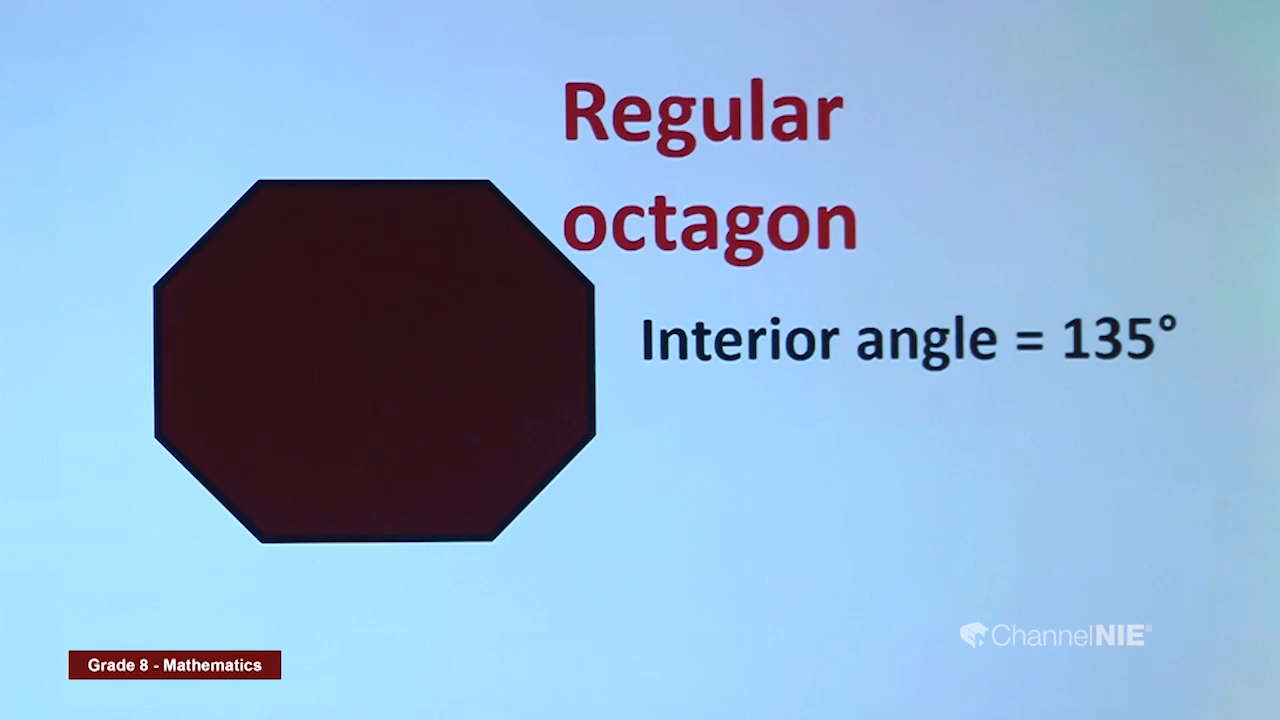 Regular
octagon
Interior angle = 135°
ChannelNIE®
Grade 8 - Mathematics